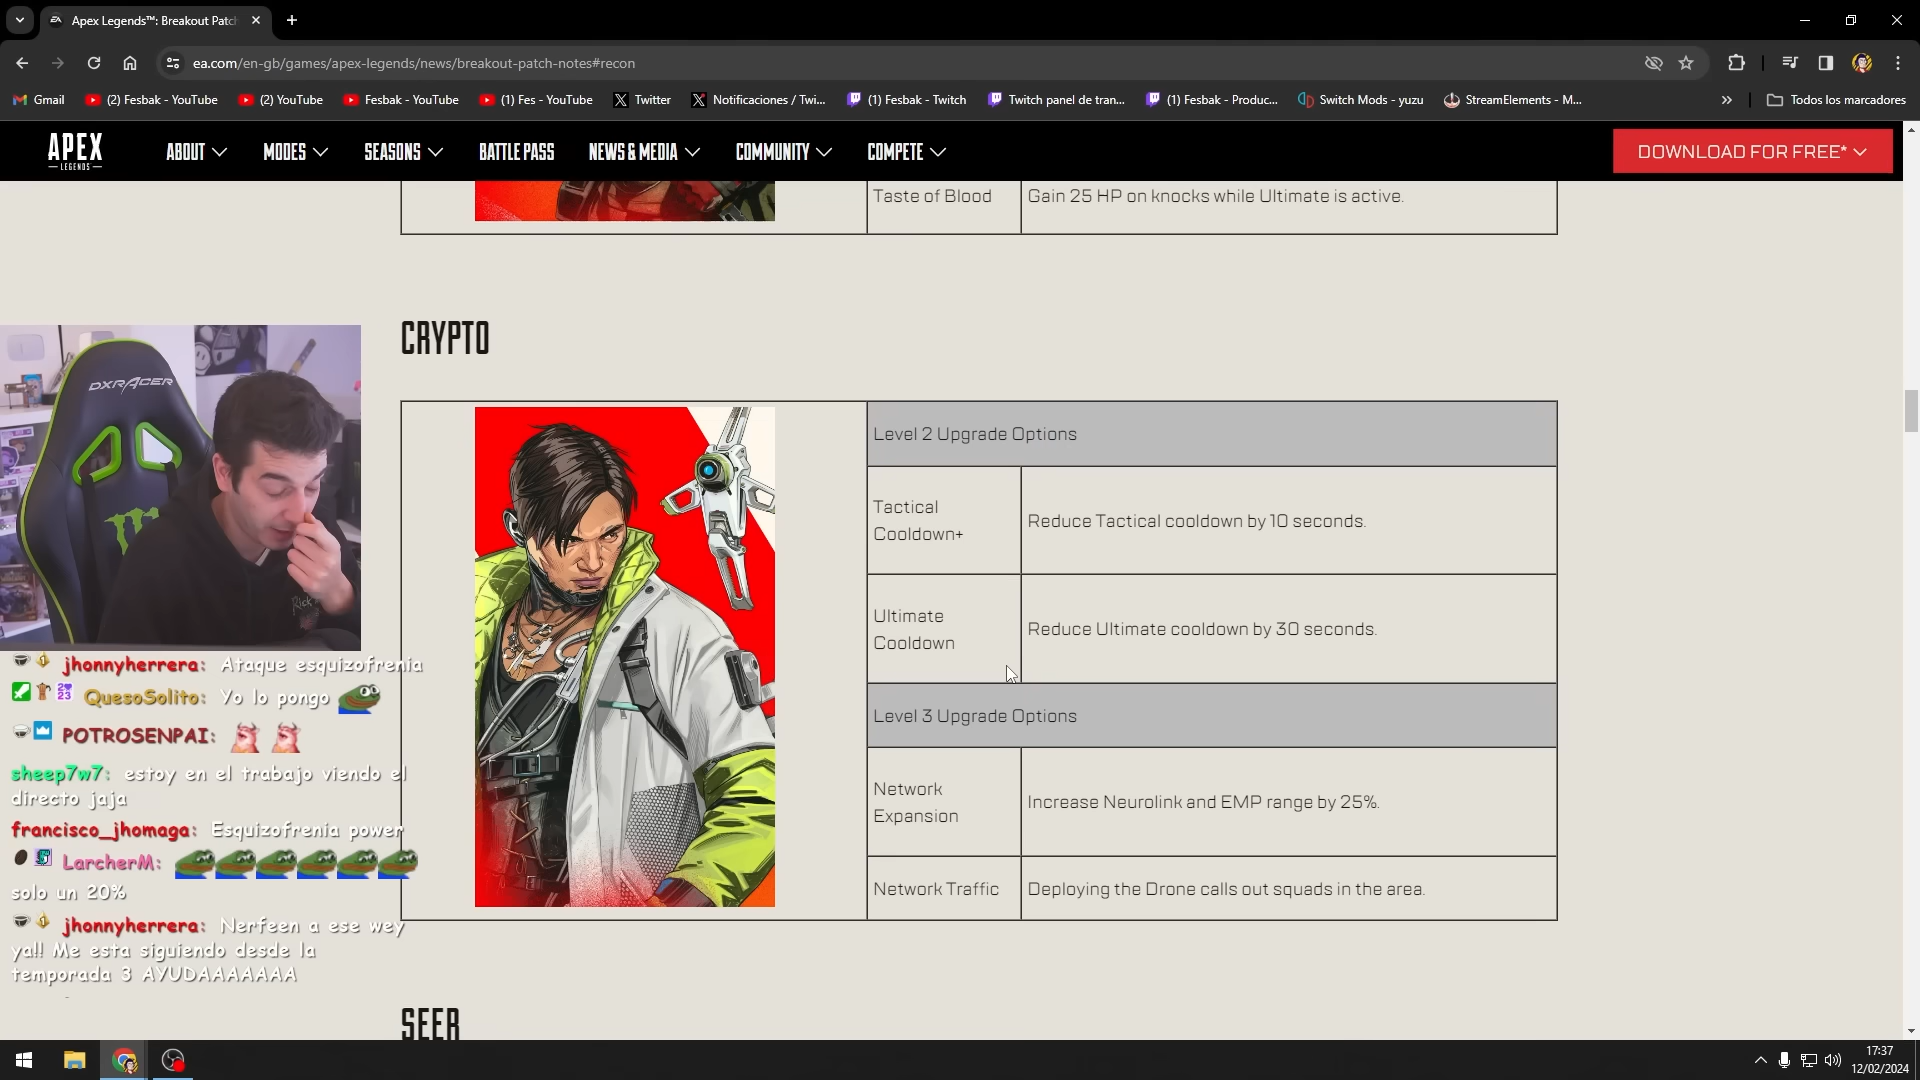 Apex Legends™: Breakout Patch
ea.com/en-gb/games/apex-legends/news/breakout-patch-notes#recon
Gmail
(2) Fesbak - YouTube
(2) YouTube
Fesbak - YouTube
(1) Fes - YouTube
Twitter
Notificaciones / Twi...
(1) Fesbak - Twitch
Twitch panel de tran...
(1) Fesbak - Produc...
Switch Mods - yuzu
StreamElements - M...
Todos los marcadores
APEX
LEGENDS
ABOUT
MODES
SEASONS
BATTLE PASS
NEWS & MEDIA
COMMUNITY
COMPETE
DOWNLOAD FOR FREE*
Taste of Blood
Gain 25 HP on knocks while Ultimate is active.
CRYPTO
Level 2 Upgrade Options
Tactical
Cooldown+
Reduce Tactical cooldown by 10 seconds.
Ultimate
Cooldown
Reduce Ultimate cooldown by 30 seconds.
Level 3 Upgrade Options
Network
Expansion
Increase Neurolink and EMP range by 25%.
Network Traffic
Deploying the Drone calls out squads in the area.
SEER
DXRACER
Rick
jhonnyherrera: Ataque esquizofrenia
QuesoSolito: Yo lo pongo
POTROSENPAI:
sheep7w7: estoy en el trabajo viendo el
directo jaja
francisco_jhomaga: Esquizofrenia power
LarcherM:
solo un 20%
jhonnyherrera: Nerfeen a ese wey
ya!! Me esta siguiendo desde la
temporada 3 AYUDAAAAAAA
17:37
12/02/2024